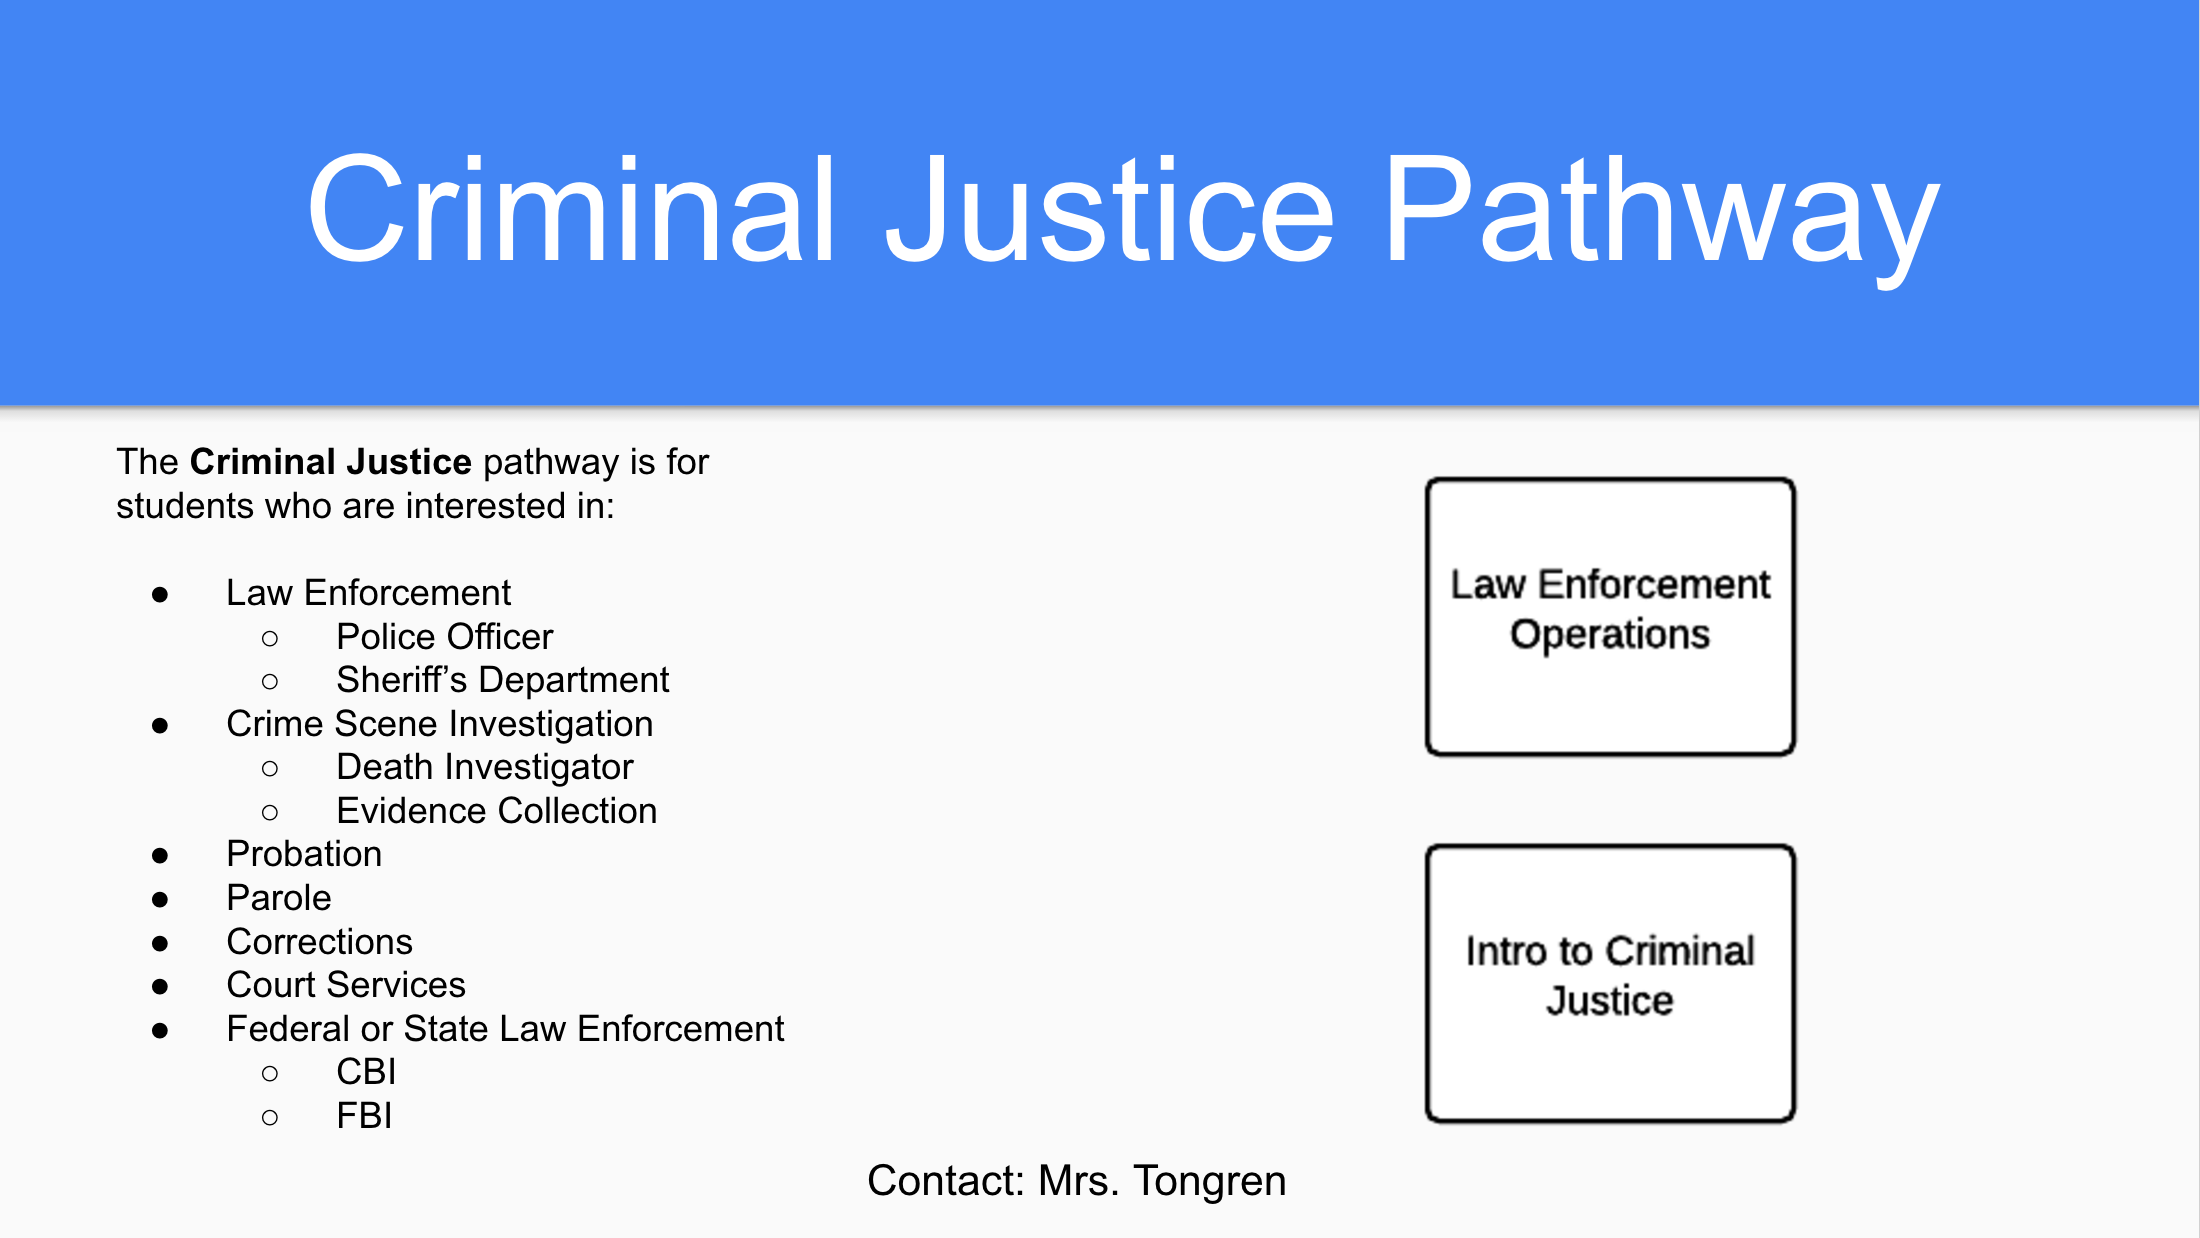 Criminal Justice Pathway
The Criminal Justice pathway is for
students who are interested in:
● Law Enforcement
○ Police Officer
○ Sheriff’s Department
● Crime Scene Investigation
○ Death Investigator
○ Evidence Collection
● Probation
● Parole
● Corrections
● Court Services
● Federal or State Law Enforcement
○ CBI
○ FBI
Law Enforcement
Operations
Intro to Criminal
Justice
Contact: Mrs. Tongren